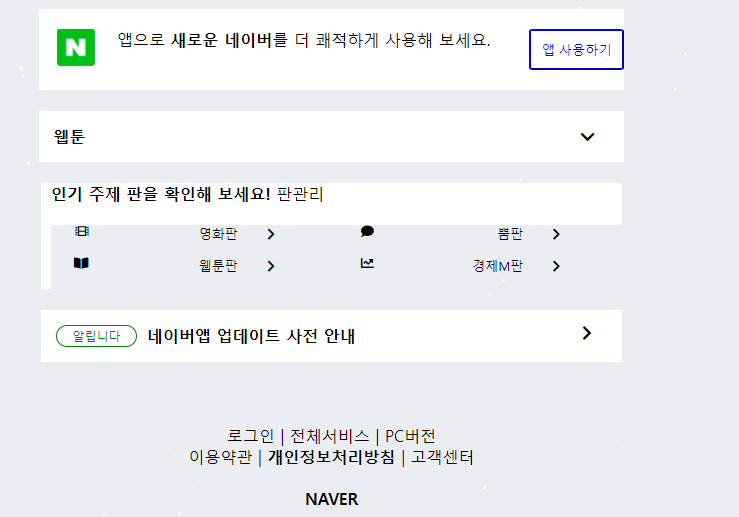 N 앱으로 새로운 네이버를 더 쾌적하게 사용해 보세요. 앱 사용하기
웹툰
인기 주제 판을 확인해 보세요! 판관리
영화판 뿜판
웹툰판 경제M판
알립니다 네이버앱 업데이트 사전 안내
로그인 | 전체서비스 | PC버전
이용약관 | 개인정보처리방침 | 고객센터
NAVER